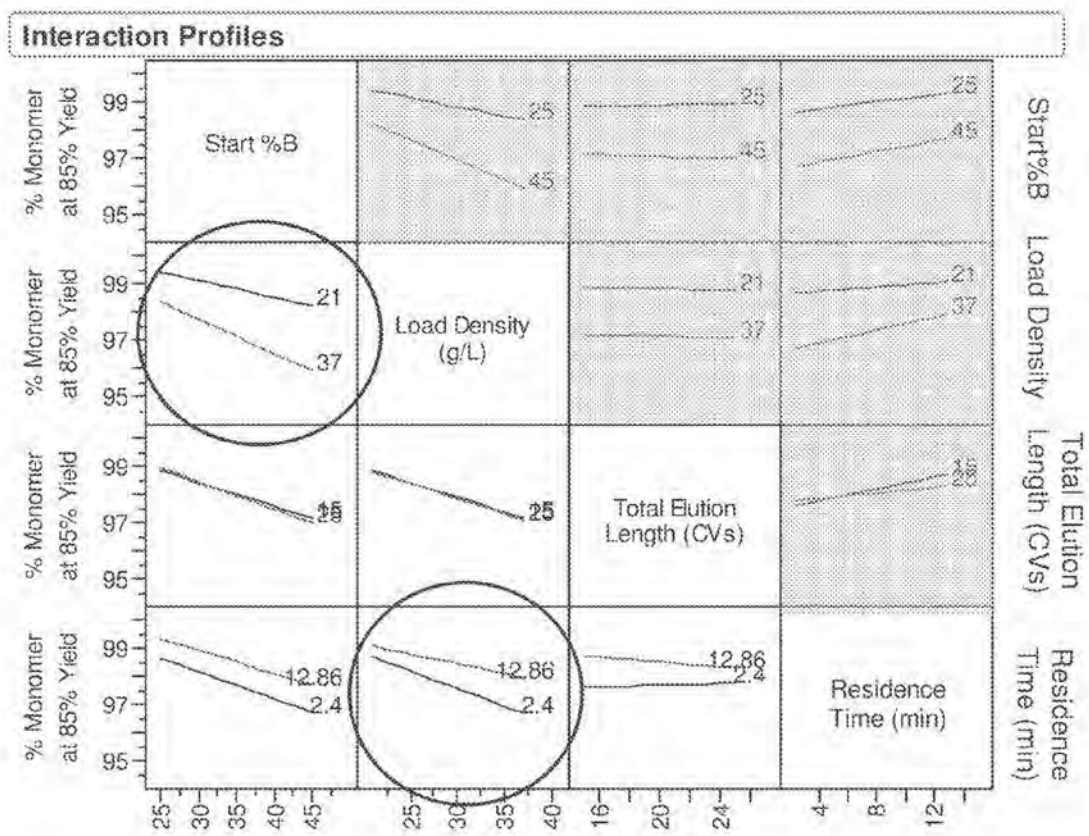 Interaction Profiles
% Monomer
at 85% Yield
99
97
95
Start %B
25
45
25
45
25
45
Start%B
% Monomer
at 85% Yield
99
97
95
21
37
Load Density
(g/L)
21
37
21
37
Load Density
% Monomer
at 85% Yield
99
97
95
15
25
Total Elution
Length (CVs)
15
25
Total Elution
Length (CVs)
% Monomer
at 85% Yield
99
97
95
12.86
2.4
12.86
2.4
12.86
2.4
Residence
Time (min)
Residence
Time (min)
25 30 35 40 45
25 30 35 40
16 20 24
4 8 12